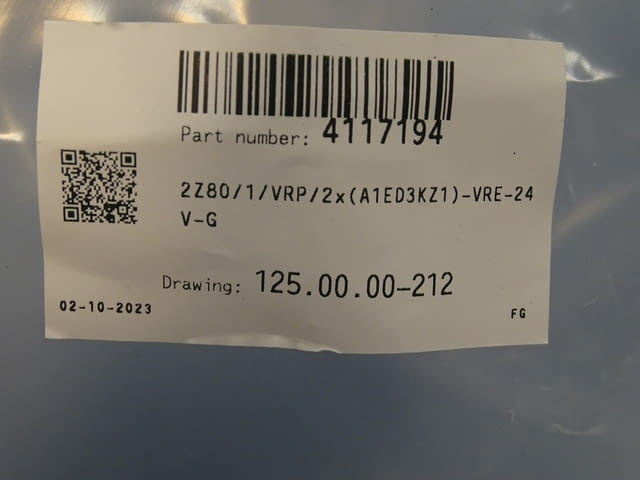 Part number: 4117194
2Z80/1/VRP/2x(A1ED3KZ1)-VRE-24
V-G
Drawing: 125.00.00-212
02-10-2023
FG